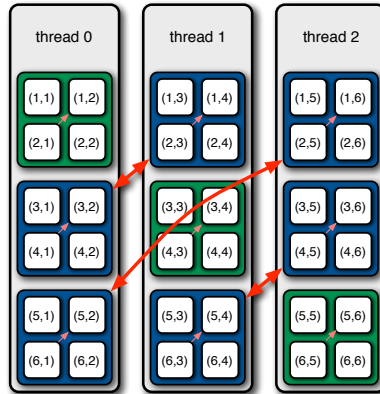 thread 0 thread 1 thread 2
(1,1) (1,2) (1,3) (1,4) (1,5) (1,6)
(2,1) (2,2) (2,3) (2,4) (2,5) (2,6)
(3,1) (3,2) (3,3) (3,4) (3,5) (3,6)
(4,1) (4,2) (4,3) (4,4) (4,5) (4,6)
(5,1) (5,2) (5,3) (5,4) (5,5) (5,6)
(6,1) (6,2) (6,3) (6,4) (6,5) (6,6)